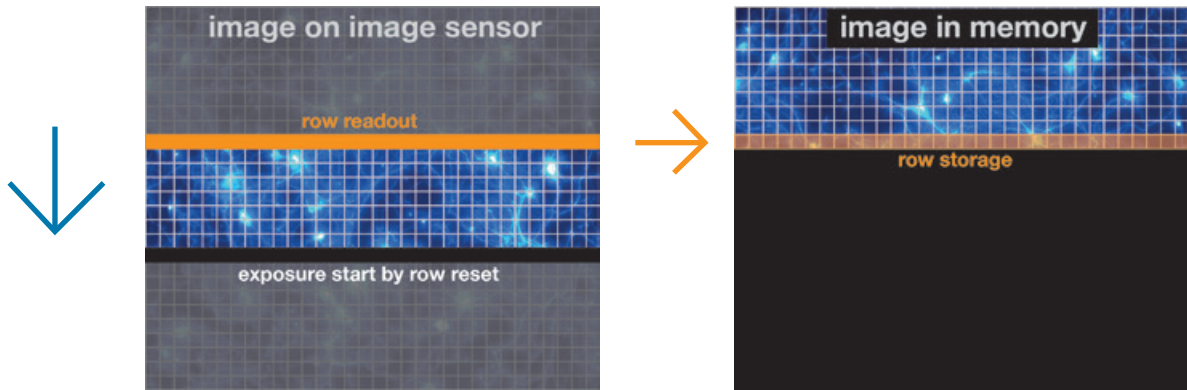 image on image sensor
row readout
exposure start by row reset
image in memory
row storage